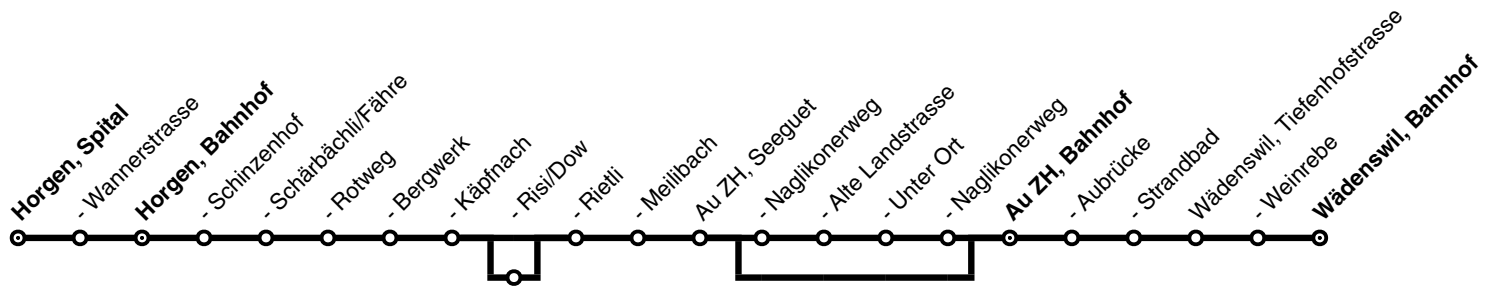 Horgen, Spital
- Wannerstrasse
Horgen, Bahnhof
- Schinzenhof
- Schärbächli/Fähre
- Rotweg
- Bergwerk
- Käpfnach
- Risi/Dow
- Rietli
- Meilibach
Au ZH, Seeguet
- Naglikonerweg
- Alte Landstrasse
- Unter Ort
- Naglikonerweg
Au ZH, Bahnhof
- Aubrücke
- Strandbad
Wädenswil, Tiefenhofstrasse
- Weinrebe
Wädenswil, Bahnhof